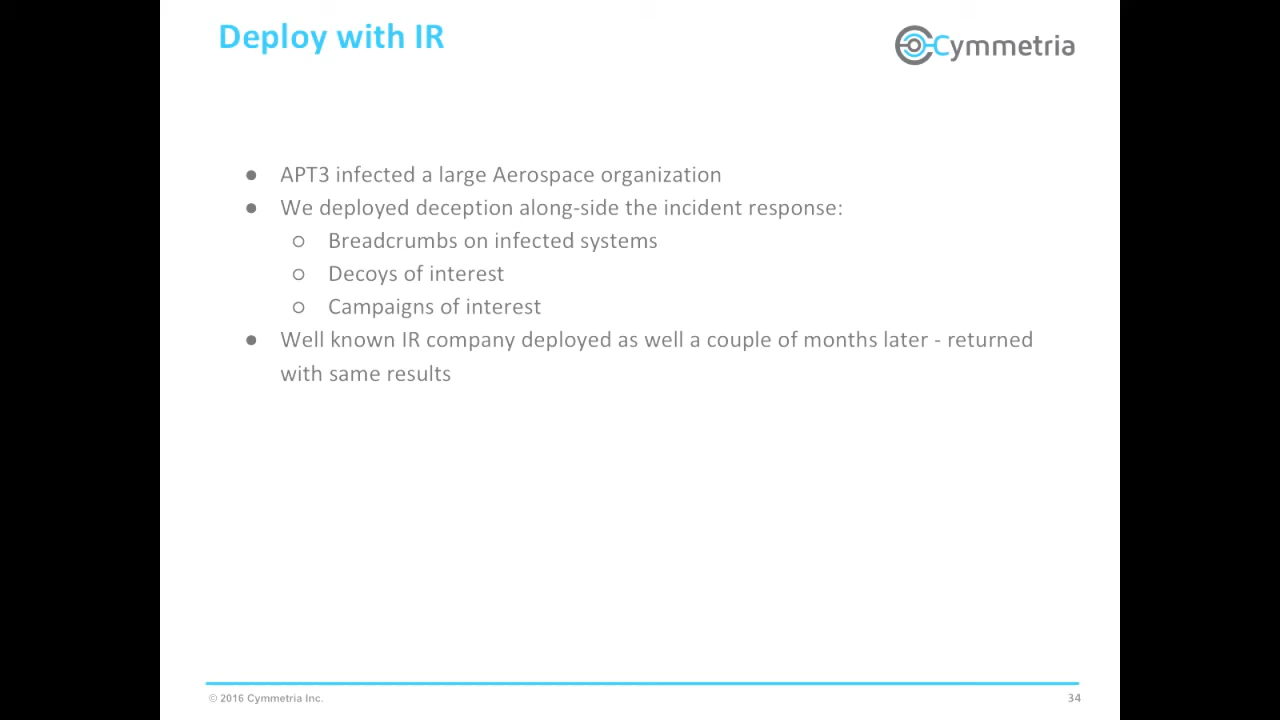 Deploy with IR
Cymmetria
● APT3 infected a large Aerospace organization
● We deployed deception along-side the incident response:
○ Breadcrumbs on infected systems
○ Decoys of interest
○ Campaigns of interest
● Well known IR company deployed as well a couple of months later - returned
with same results
© 2016 Cymmetria Inc.
34